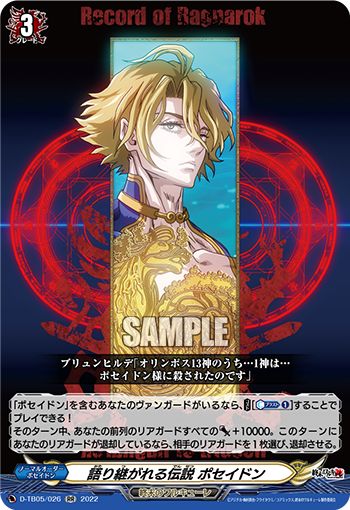 Record of Ragnarok
3
グレード
SAMPLE
ブリュンヒルデ「オリンポス13神のうち…1神は…
ポセイドン様に殺されたのです」
「ポセイドン」を含むあなたのヴァンガードがいるなら、ブラスト1することで
プレイできる！
そのターン中、あなたの前列のリアガードすべての+10000。このターンに
あなたのリアガードが退却しているなら、相手のリアガードを1枚選び、退却させる。
ノーマルオーダー
ポセイドン
語り継がれる伝説 ポセイドン
終末のワルキューレ
D-TB05/026 RR 2022